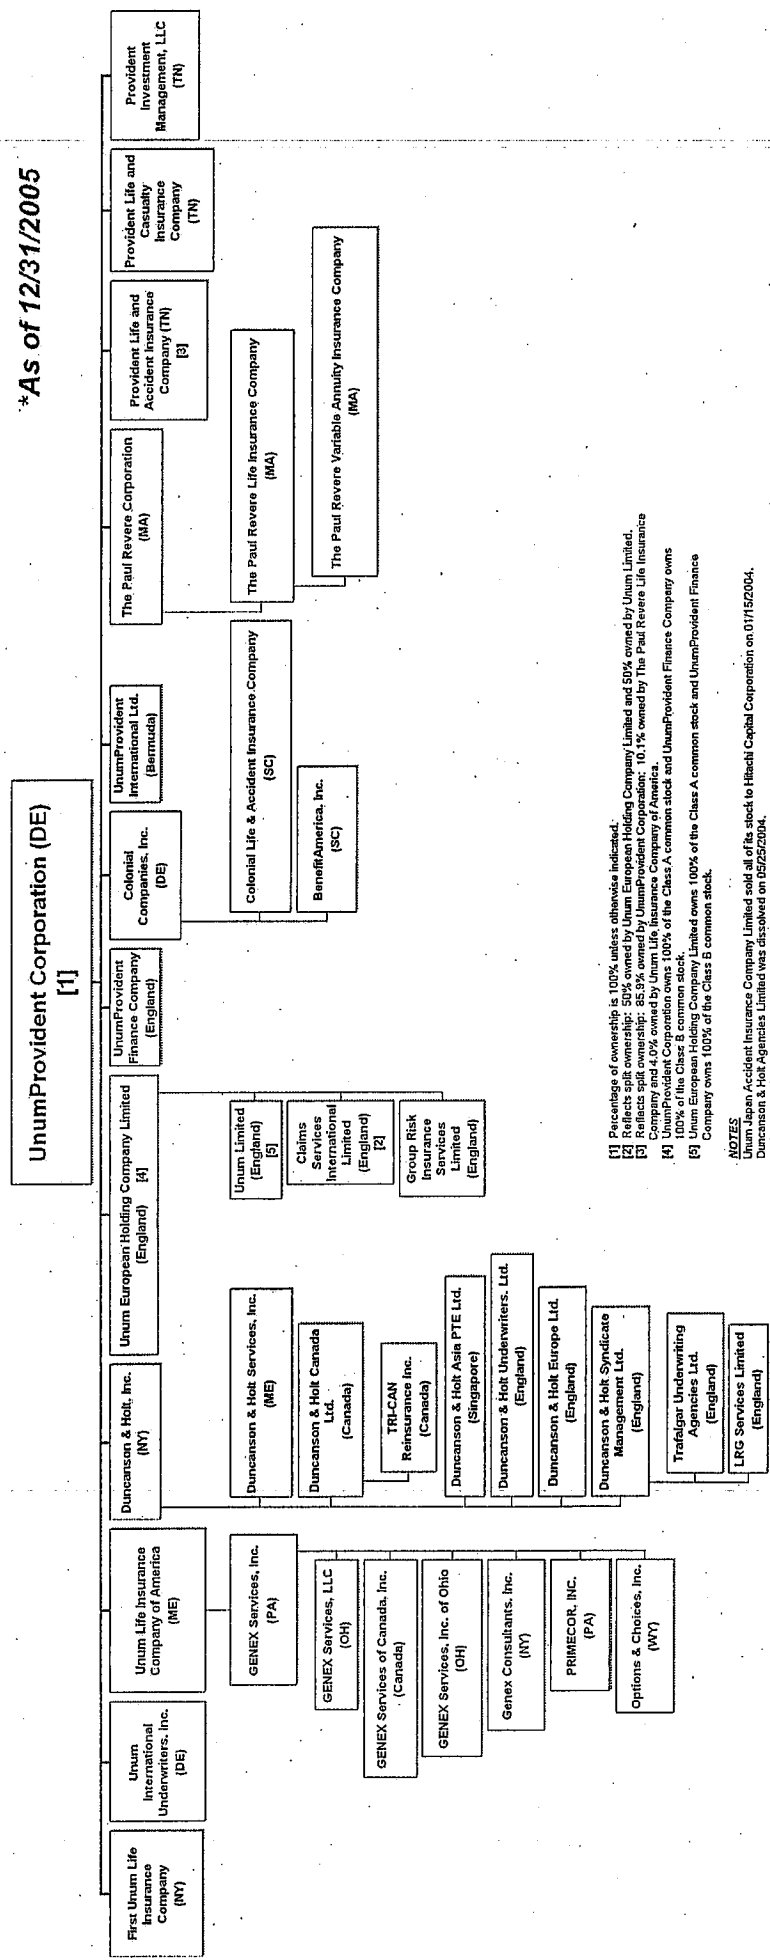 *As of 12/31/2005
UnumProvident Corporation (DE)
[1]
First Unum Life
Insurance
Company
(NY)
Unum
International
Underwriters, Inc.
(DE)
Unum Life Insurance
Company of America
(ME)
Duncanson & Holt, Inc.
(NY)
Unum European Holding Company Limited
(England) [4]
UnumProvident
Finance Company
(England)
Colonial
Companies, Inc.
(DE)
UnumProvident
International Ltd.
(Bermuda)
The Paul Revere Corporation
(MA)
Provident Life and
Accident Insurance
Company (TN)
[3]
Provident Life and
Casualty
Insurance
Company
(TN)
Provident
Investment
Management, LLC
(TN)
GENEX Services, Inc.
(PA)
GENEX Services, LLC
(OH)
GENEX Services of Canada, Inc.
(Canada)
GENEX Services, Inc. of Ohio
(OH)
Genex Consultants, Inc.
(NY)
PRIMECOR, INC.
(PA)
Options & Choices, Inc.
(WY)
Duncanson & Holt Services, Inc.
(ME)
Duncanson & Holt Canada
Ltd.
(Canada)
TRI-CAN
Reinsurance Inc.
(Canada)
Duncanson & Holt Asia PTE Ltd.
(Singapore)
Duncanson & Holt Underwriters. Ltd.
(England)
Duncanson & Holt Europe Ltd.
(England)
Duncanson & Holt Syndicate
Management Ltd.
(England)
Trafalgar Underwriting
Agencies Ltd.
(England)
LRG Services Limited
(England)
Unum Limited
(England)
[5]
Claims
Services
International
Limited
(England)
[2]
Group Risk
Insurance
Services
Limited
(England)
Colonial Life & Accident Insurance Company
(SC)
BenefitAmerica, Inc.
(SC)
The Paul Revere Life Insurance Company
(MA)
The Paul Revere Variable Annuity Insurance Company
(MA)
[1] Percentage of ownership is 100% unless otherwise indicated.
[2] Reflects split ownership: 50% owned by Unum European Holding Company Limited and 50% owned by Unum Limited.
[3] Reflects split ownership: 85.9% owned by UnumProvident Corporation; 10.1% owned by The Paul Revere Life Insurance
Company and 4.0% owned by Unum Life Insurance Company of America.
[4] UnumProvident Corporation owns 100% of the Class A common stock and UnumProvident Finance Company owns
100% of the Class B common stock.
[5] Unum European Holding Company Limited owns 100% of the Class A common stock and UnumProvident Finance
Company owns 100% of the Class B common stock.
NOTES
Unum Japan Accident Insurance Company Limited sold all of its stock to Hitachi Capital Corporation on 01/15/2004.
Duncanson & Holt Agencies Limited was dissolved on 05/25/2004.